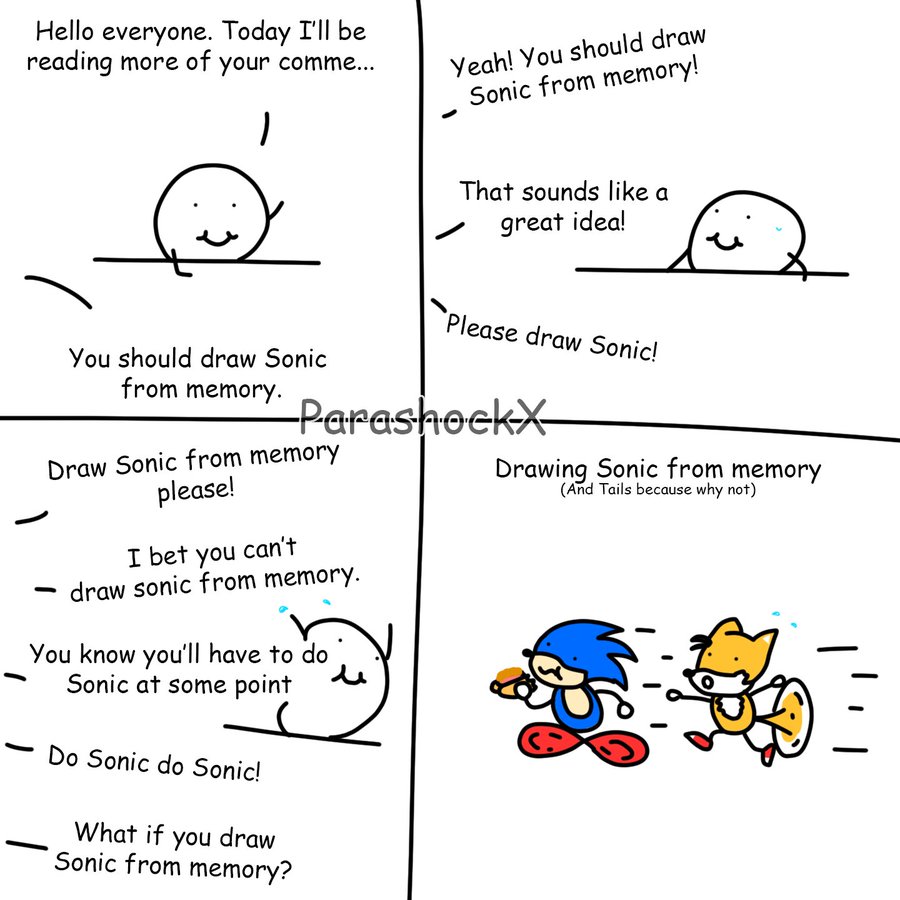 Hello everyone. Today I'll be
reading more of your comme...
You should draw Sonic
from memory.
Yeah! You should draw
Sonic from memory!
That sounds like a
great idea!
Please draw Sonic!
ParashockX
Draw Sonic from memory
please!
I bet you can't
draw sonic from memory.
You know you'll have to do
Sonic at some point
Do Sonic do Sonic!
What if you draw
Sonic from memory?
Drawing Sonic from memory
(And Tails because why not)